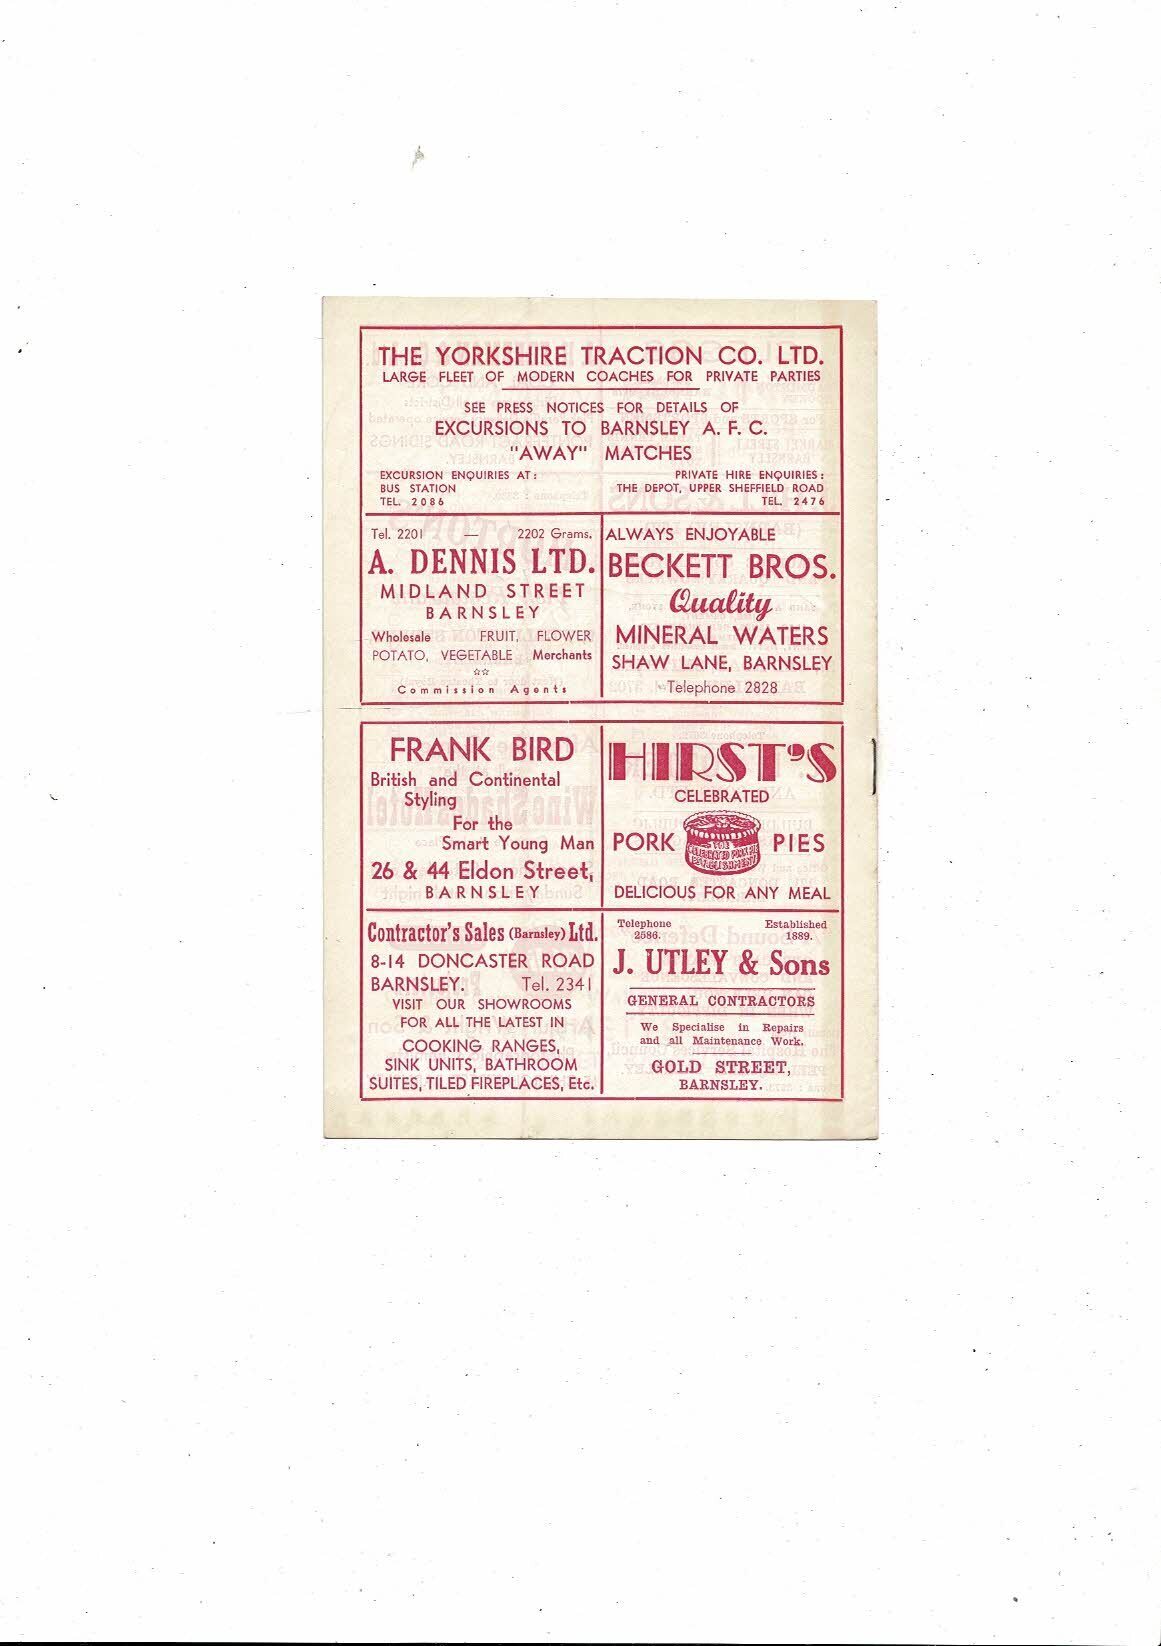 THE YORKSHIRE TRACTION CO. LTD.
LARGE FLEET OF MODERN COACHES FOR PRIVATE PARTIES
SEE PRESS NOTICES FOR DETAILS OF
EXCURSIONS TO BARNSLEY A. F. C.
"AWAY" MATCHES
EXCURSION ENQUIRIES AT:
BUS STATION
TEL. 2086
PRIVATE HIRE ENQUIRIES:
THE DEPOT, UPPER SHEFFIELD ROAD
TEL. 2476
Tel. 2201 — 2202 Grams.
A. DENNIS LTD.
MIDLAND STREET
BARNSLEY
Wholesale FRUIT, FLOWER
POTATO, VEGETABLE Merchants
☆☆
Commission Agents
ALWAYS ENJOYABLE
BECKETT BROS.
Quality
MINERAL WATERS
SHAW LANE, BARNSLEY
Telephone 2828
FRANK BIRD
British and Continental
Styling
For the
Smart Young Man
26 & 44 Eldon Street,
BARNSLEY
HIRST'S
CELEBRATED
PORK PIES
THE
CELEBRATED PORK PIE
ESTABLISHMENT
DELICIOUS FOR ANY MEAL
Contractor's Sales (Barnsley) Ltd.
8-14 DONCASTER ROAD
BARNSLEY. Tel. 2341
VISIT OUR SHOWROOMS
FOR ALL THE LATEST IN
COOKING RANGES,
SINK UNITS, BATHROOM
SUITES, TILED FIREPLACES, Etc.
Telephone
2586.
Established
1889.
J. UTLEY & Sons
GENERAL CONTRACTORS
We Specialise in Repairs
and all Maintenance Work.
GOLD STREET,
BARNSLEY.